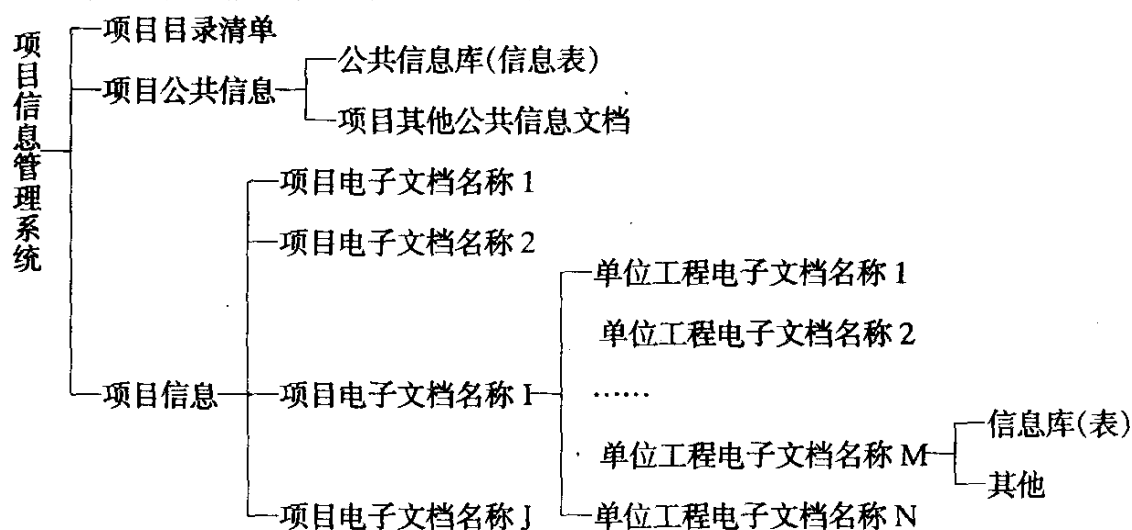 项目信息管理系统
项目目录清单
项目公共信息
公共信息库(信息表)
项目其他公共信息文档
项目信息
项目电子文档名称1
项目电子文档名称2
项目电子文档名称I
单位工程电子文档名称1
单位工程电子文档名称2
……
单位工程电子文档名称M
信息库(表)
其他
单位工程电子文档名称N
项目电子文档名称J